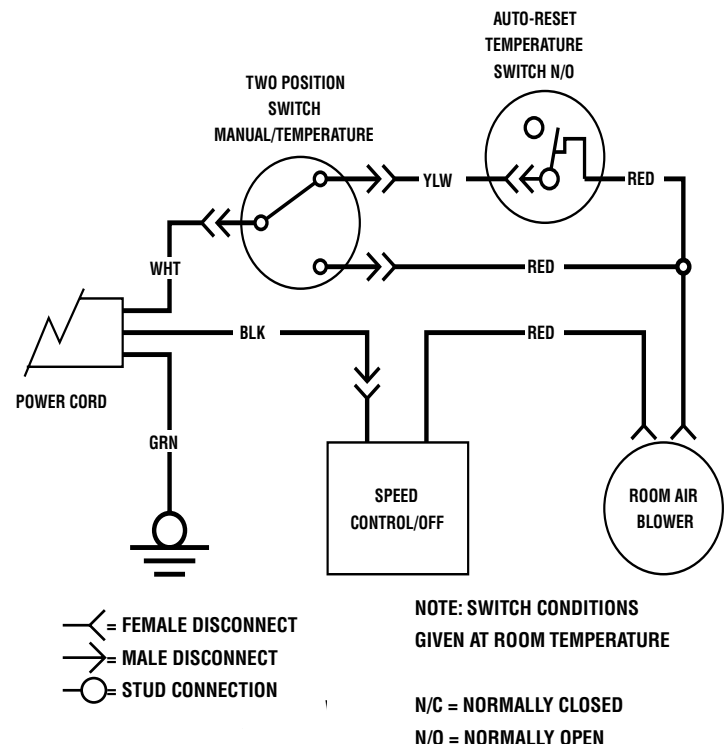 AUTO-RESET
TEMPERATURE
SWITCH N/O
TWO POSITION
SWITCH
MANUAL/TEMPERATURE
YLW
RED
WHT
RED
BLK
RED
POWER CORD
GRN
SPEED
CONTROL/OFF
ROOM AIR
BLOWER
= FEMALE DISCONNECT
= MALE DISCONNECT
= STUD CONNECTION
NOTE: SWITCH CONDITIONS
GIVEN AT ROOM TEMPERATURE
N/C = NORMALLY CLOSED
N/O = NORMALLY OPEN